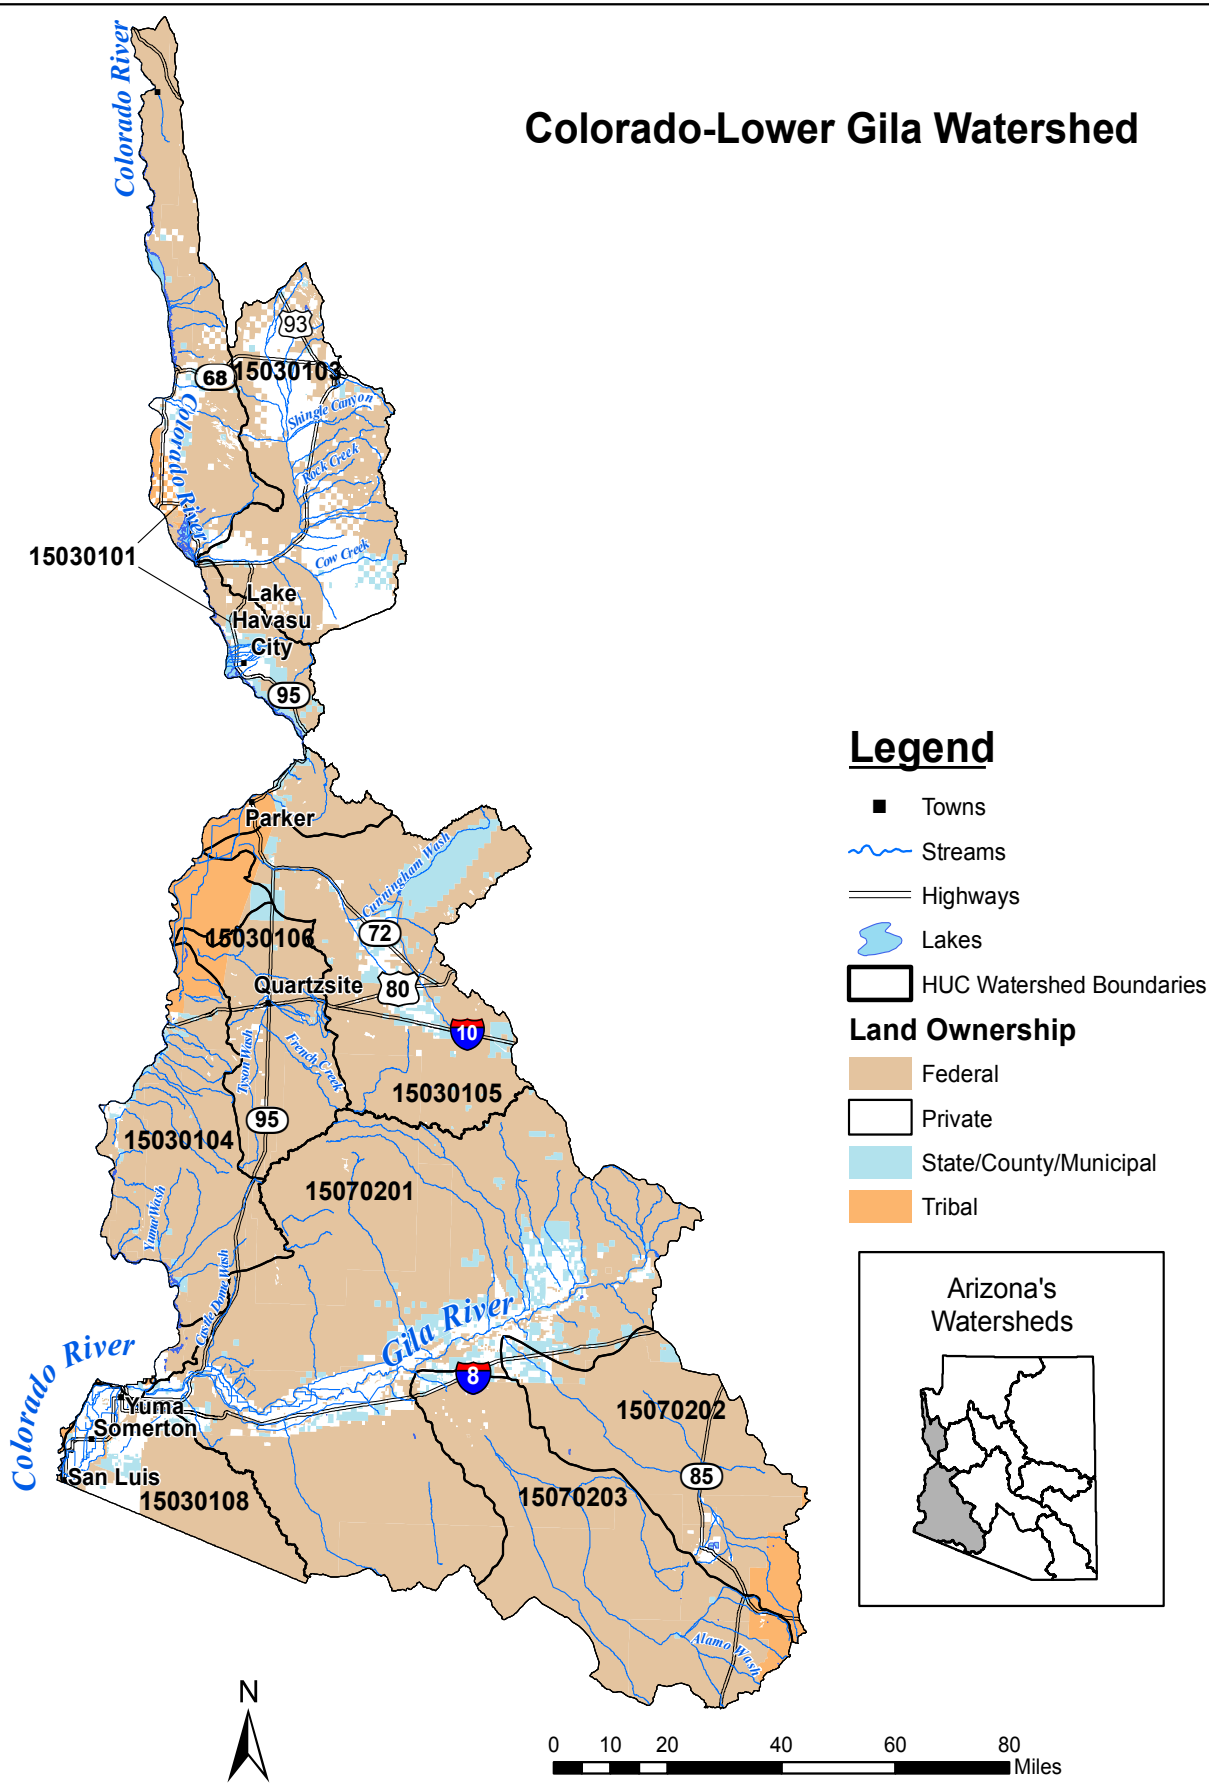 Colorado River
Colorado-Lower Gila Watershed
93
68
15030103
Shingle Canyon
Colorado River
Rock Creek
15030101
Cow Creek
Lake
Havasu
City
95
Legend
Towns
Streams
Highways
Lakes
HUC Watershed Boundaries
Land Ownership
Federal
Private
State/County/Municipal
Tribal
Parker
Cunningham Wash
72
15030106
Quartzsite
80
10
Tyson Wash
French Creek
15030105
95
15030104
15070201
Yuma Wash
Castle Dome Wash
Gila River
Colorado River
8
Yuma
Somerton
San Luis
15030108
15070202
85
15070203
Alamo Wash
Arizona's
Watersheds
N
0 10 20 40 60 80
Miles